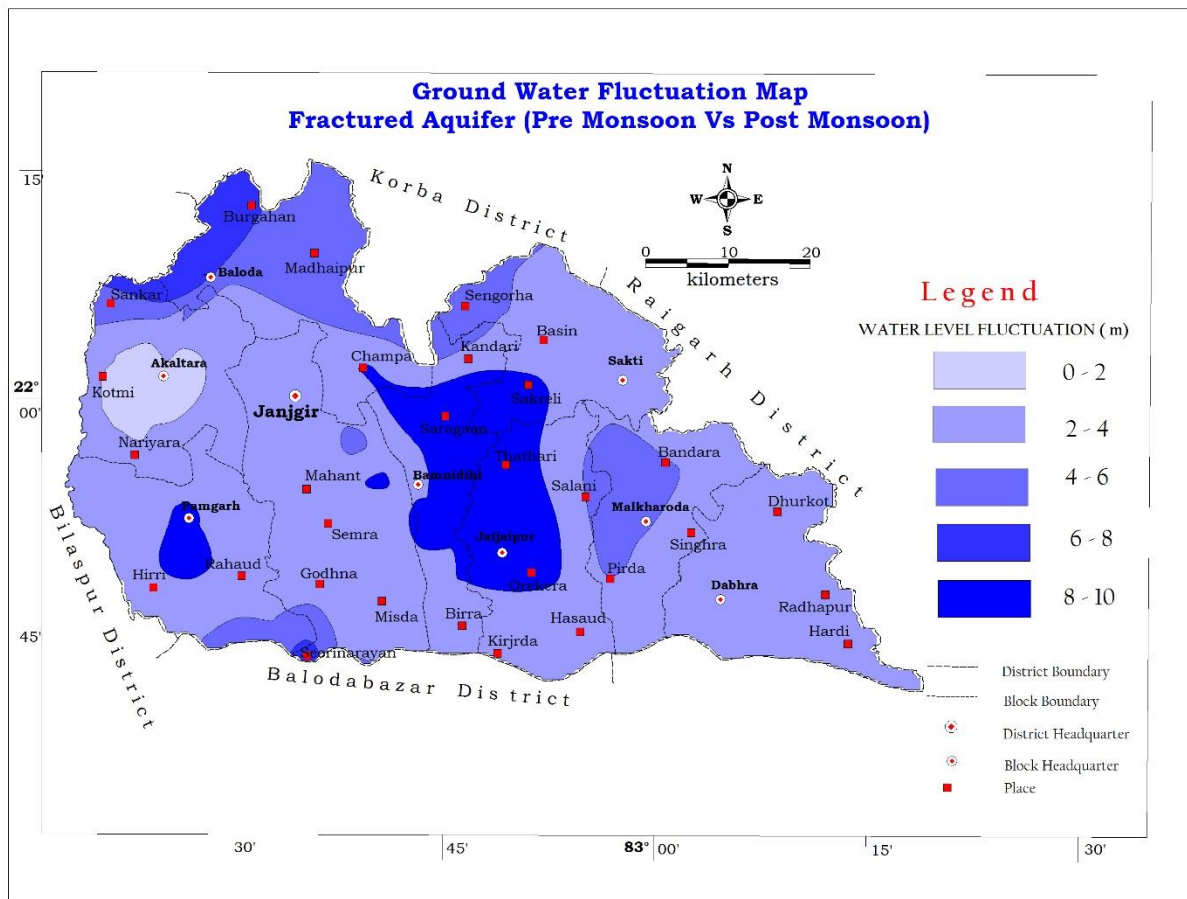 Ground Water Fluctuation Map
Fractured Aquifer (Pre Monsoon Vs Post Monsoon)
15'
Korba District
N
W E
S
Burgahan
Madhaipur
Baloda
0 10 20
kilometers
Sankar
Sengorha
Raigarh District
Basin
Kandari
Champa
Akaltara
Sakti
Kotmi
22°
00'
Janjgir
Sakreli
Saragaon
Nariyara
Thathari
Bandara
Mahant
Bamnidihi
Salani
Dhurkot
Pamgarh
Malkharoda
Semra
Jaijaipur
Singhra
Bilaspur District
Hirri
Rahaud
Godhna
Orekera
Pirda
Dabhra
Radhapur
Misda
Birra
Hasaud
Hardi
45'
Seorinarayan
Kirjrda
Balodabazar District
Legend
WATER LEVEL FLUCTUATION ( m )
0 - 2
2 - 4
4 - 6
6 - 8
8 - 10
District Boundary
Block Boundary
District Headquarter
Block Headquarter
Place
30' 45' 83° 00' 15' 30'